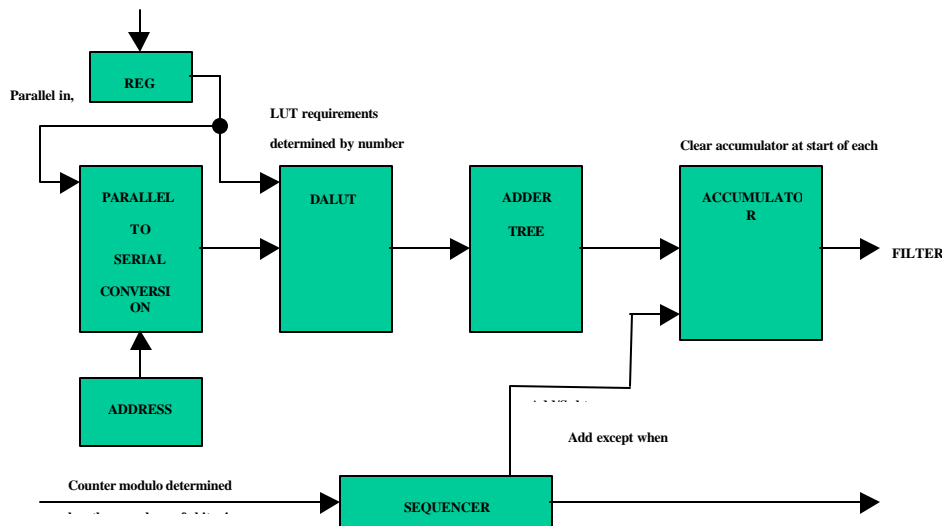 REG
Parallel in,
LUT requirements
determined by number
Clear accumulator at start of each
PARALLEL
TO
SERIAL
CONVERSI
ON
DALUT
ADDER
TREE
ACCUMULATO
R
FILTER
ADDRESS
Add except when
Counter modulo determined
SEQUENCER